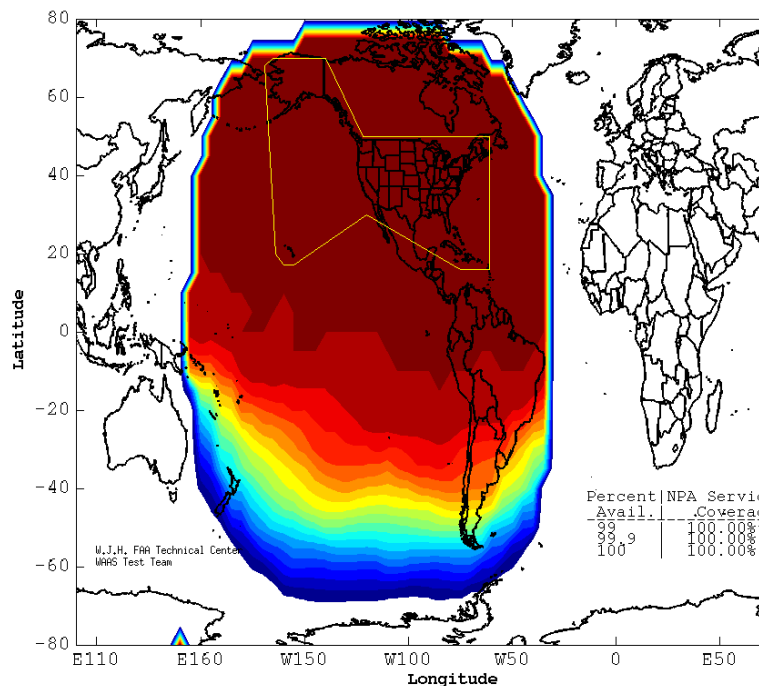 80
60
40
20
0
-20
-40
-60
-80
Latitude
W.J.H. FAA Technical Center
WAAS Test Team
Percent|NPA Servic
Avail.| Covera
99 | 100.00%
99.9 | 100.00%
100 | 100.00%
E110 E160 W150 W100 W50 0 E50
Longitude